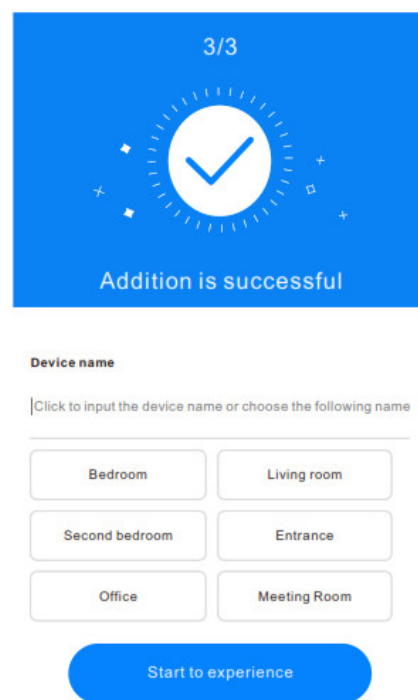 3/3
Addition is successful
Device name
Click to input the device name or choose the following name
Bedroom
Living room
Second bedroom
Entrance
Office
Meeting Room
Start to experience